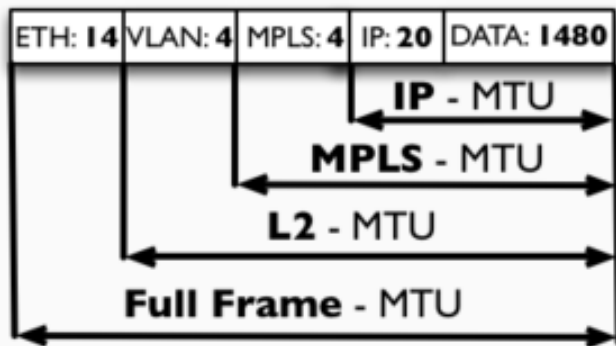 ETH: 14 VLAN: 4 MPLS: 4 IP: 20 DATA: 1480
IP - MTU
MPLS - MTU
L2 - MTU
Full Frame - MTU